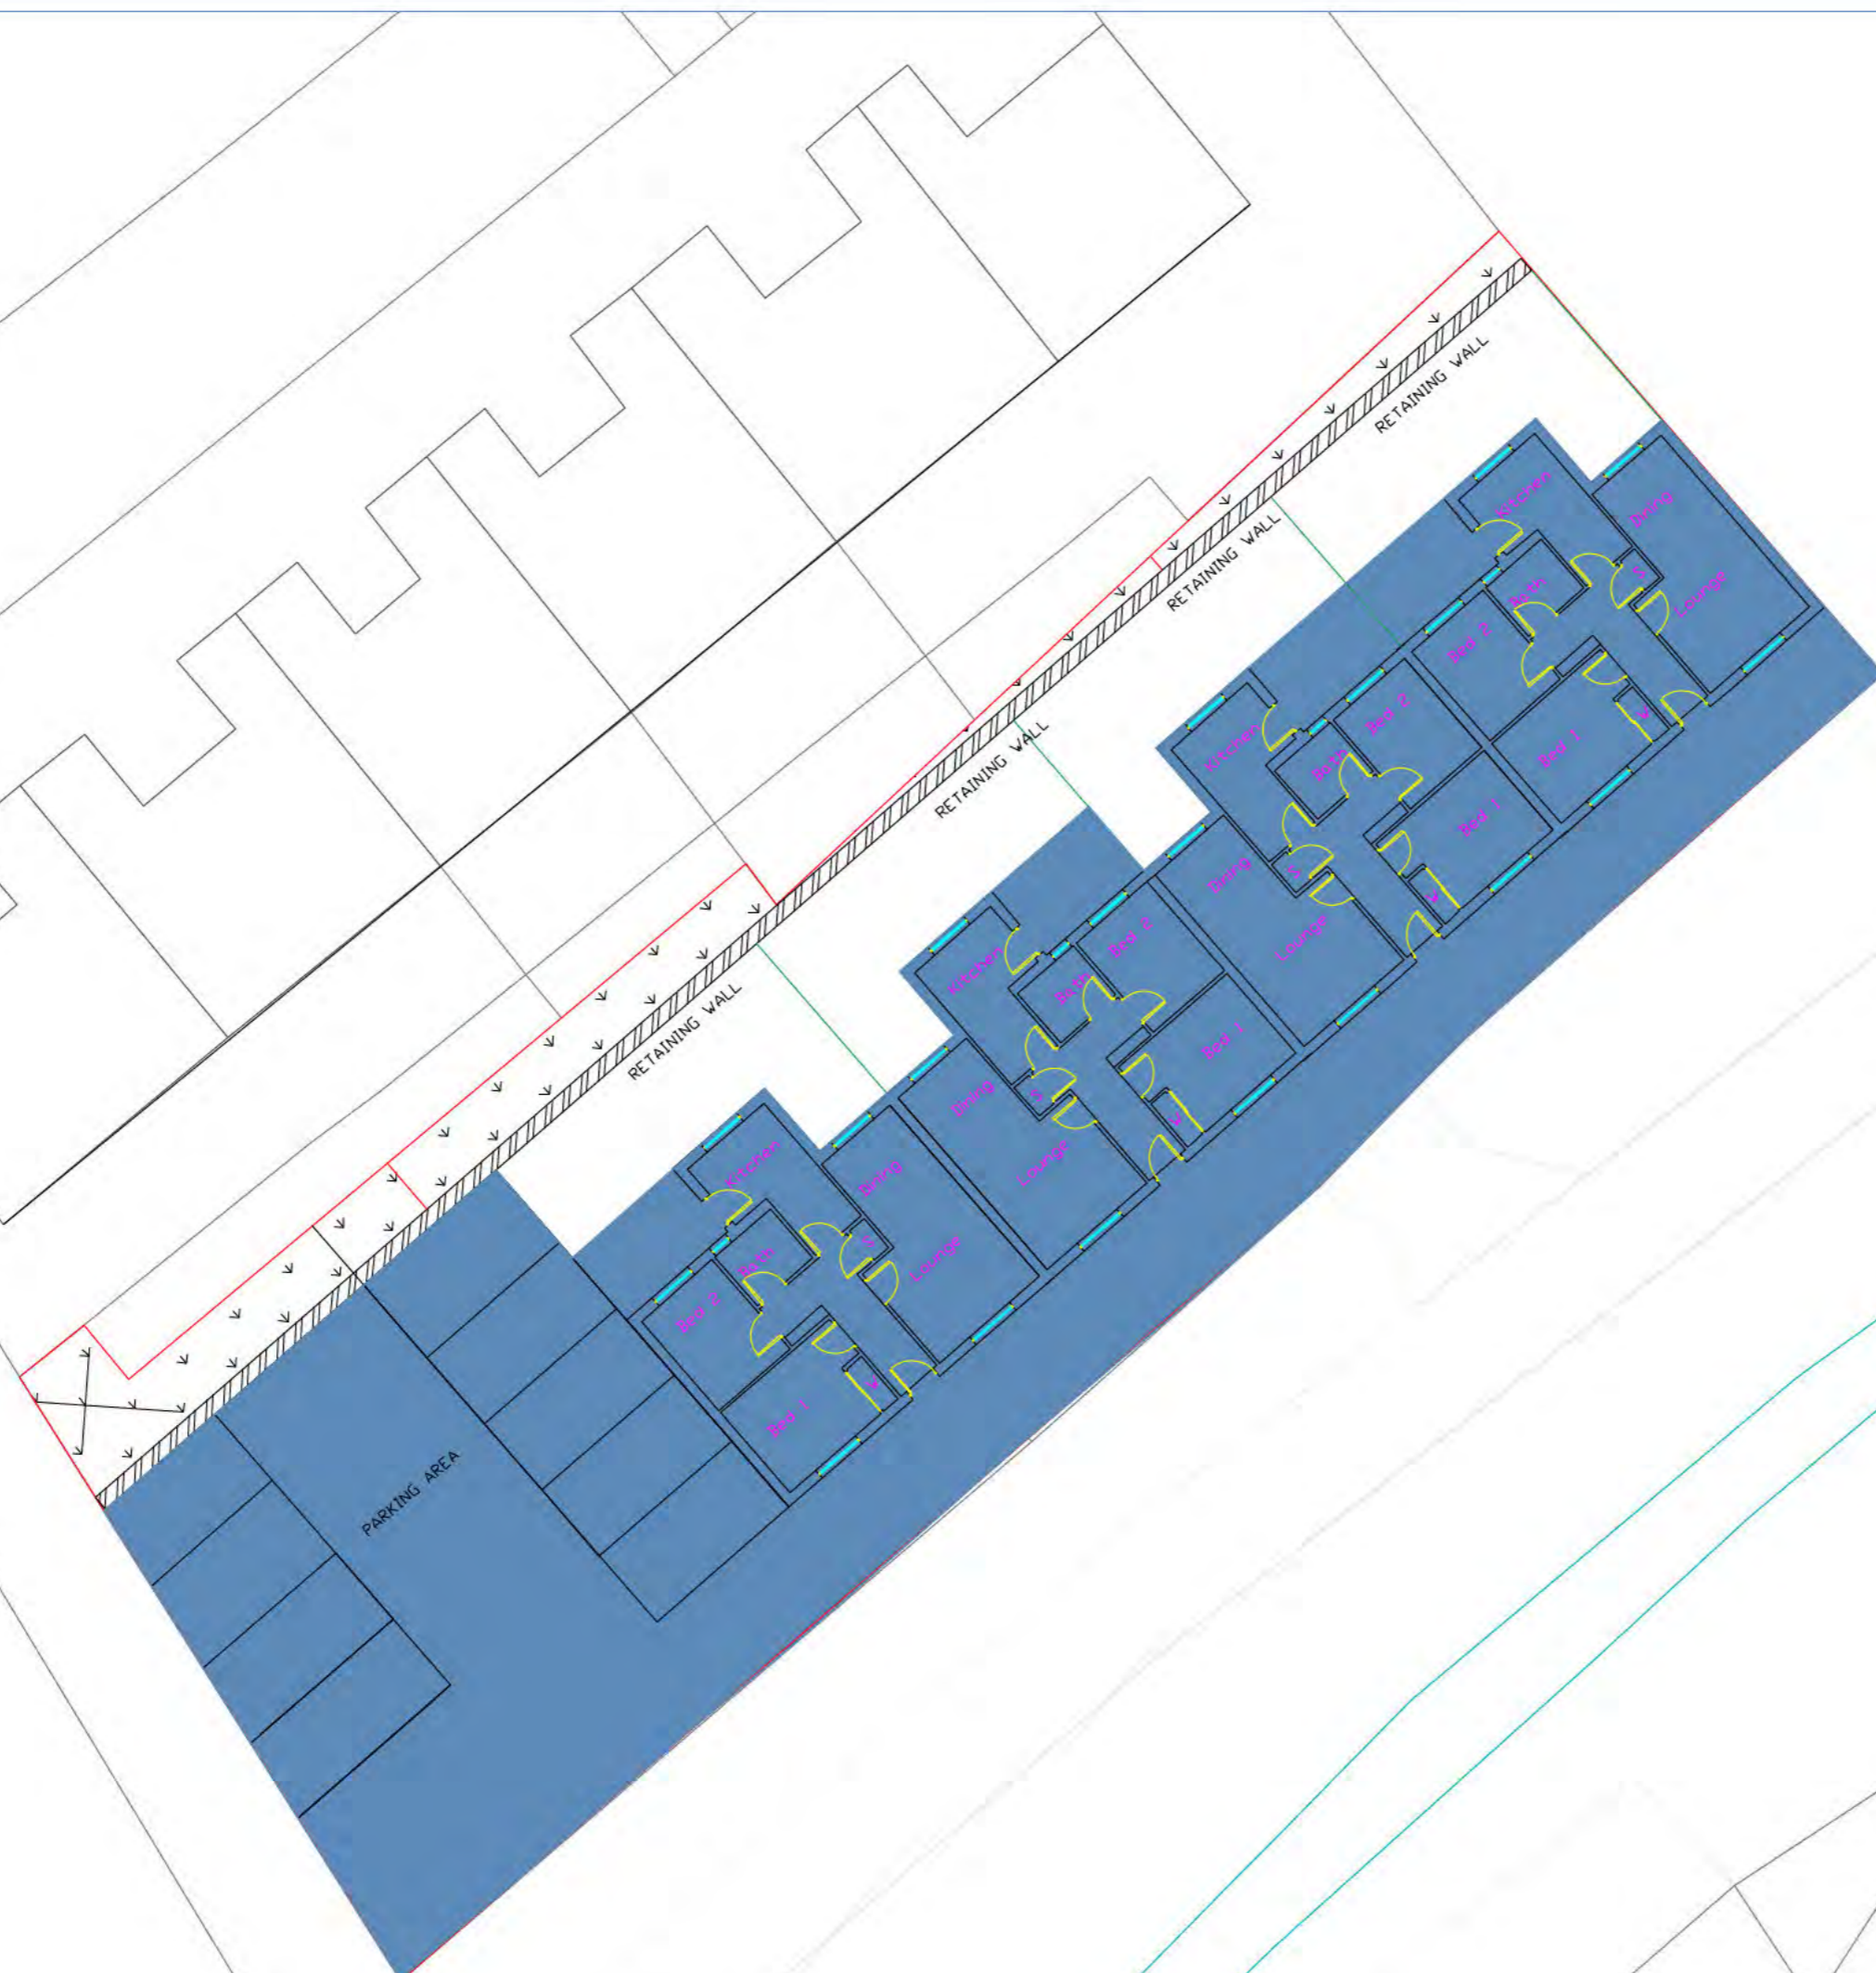 RETAINING WALL
RETAINING WALL
RETAINING WALL
RETAINING WALL
Kitchen
Dining
S
Bath
Lounge
Bed 2
Bed 1
W
Kitchen
Bath
Bed 2
Dining
S
Lounge
Bed 1
W
Kitchen
Bath
Bed 2
Dining
S
Lounge
Bed 1
W
Kitchen
Dining
S
Bath
Lounge
Bed 2
Bed 1
W
PARKING AREA